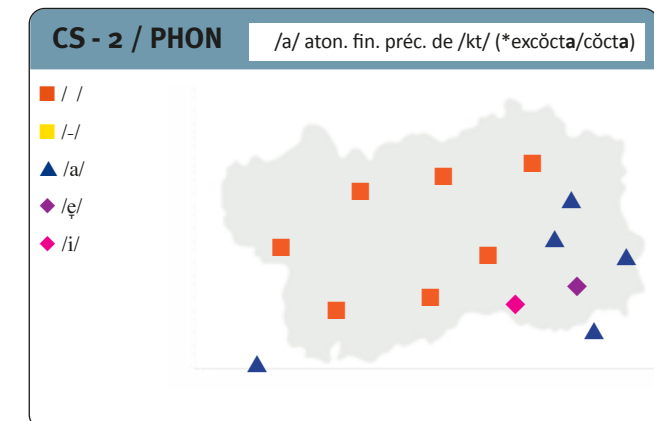 CS - 2 / PHON
/a/ aton. fin. préc. de /kt/ (*excŏcta/cŏcta)
/ /
/-/
/a/
/ẹ/
/i/